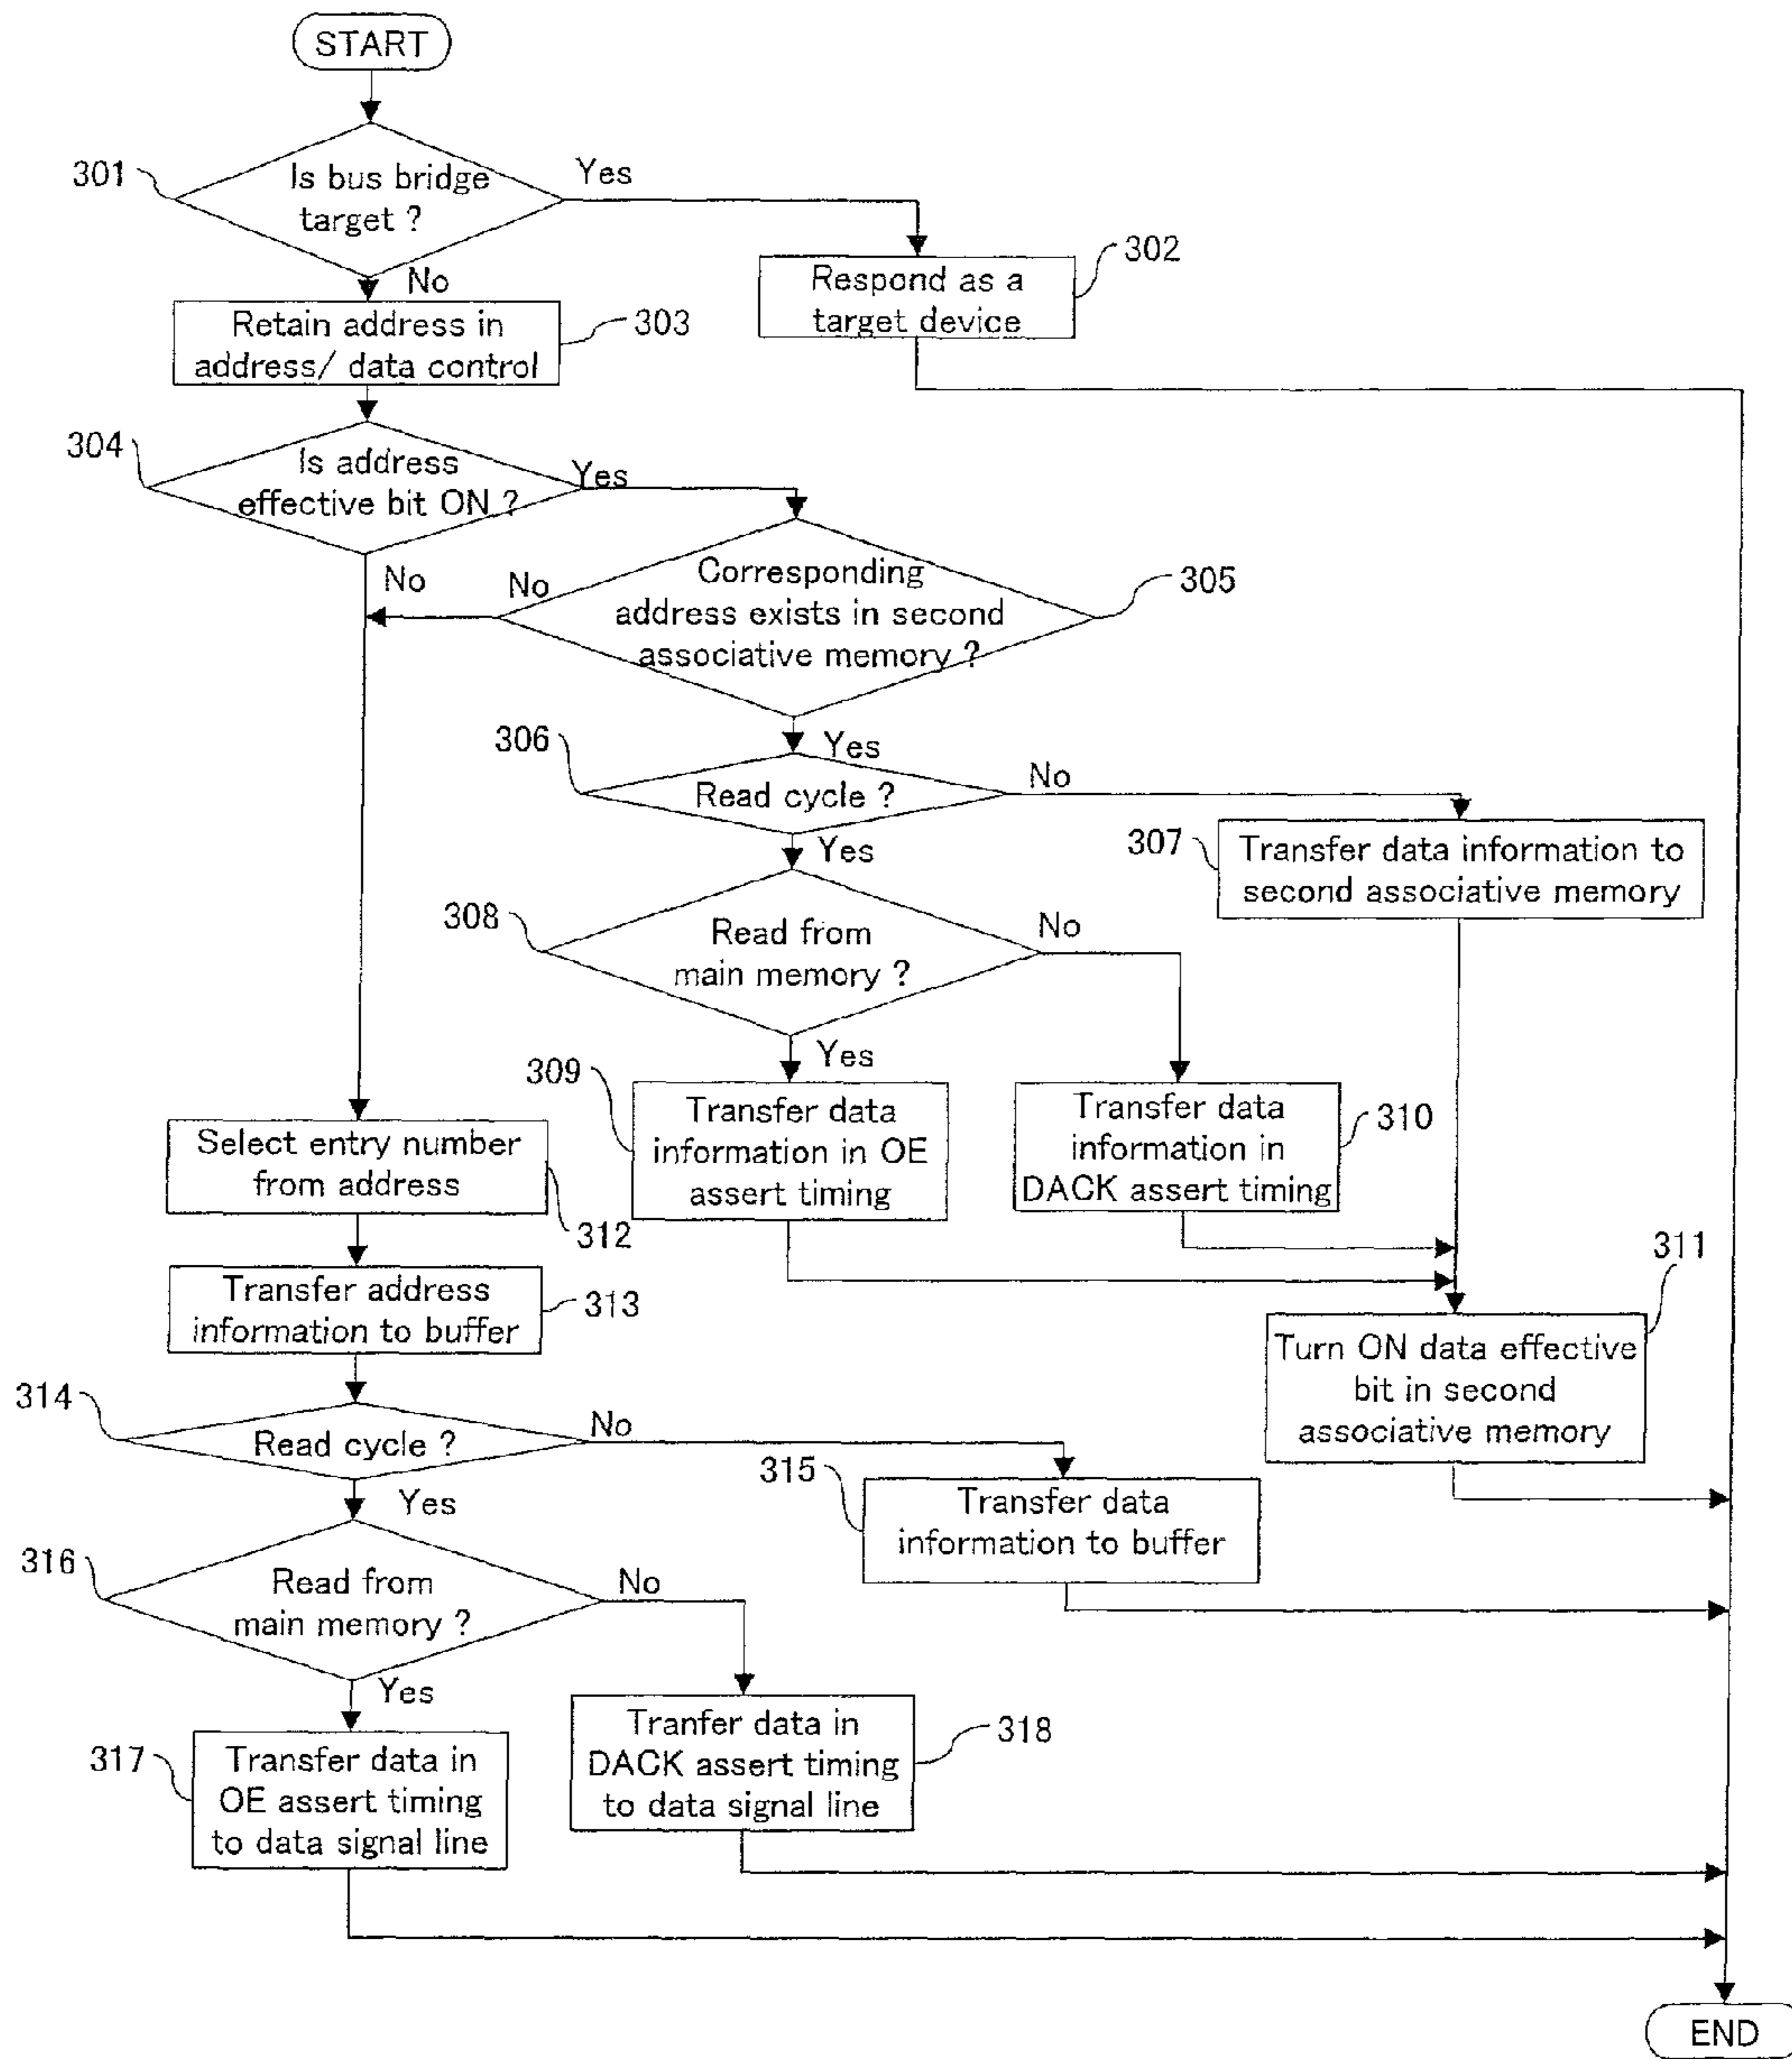 START
301
Is bus bridge
target ?
Yes
No
302
Respond as a
target device
Retain address in
address/ data control
303
304
Is address
effective bit ON ?
Yes
No
No
Corresponding
address exists in second
associative memory ?
305
Yes
306
Read cycle ?
No
Yes
307
Transfer data information to
second associative memory
308
Read from
main memory ?
No
Yes
309
Transfer data
information in OE
assert timing
Transfer data
information in
DACK assert timing
310
Select entry number
from address
312
311
Turn ON data effective
bit in second
associative memory
Transfer address
information to buffer
313
314
Read cycle ?
No
Yes
315
Transfer data
information to buffer
316
Read from
main memory ?
No
Yes
317
Transfer data in
OE assert timing
to data signal line
Tranfer data in
DACK assert timing
to data signal line
318
END